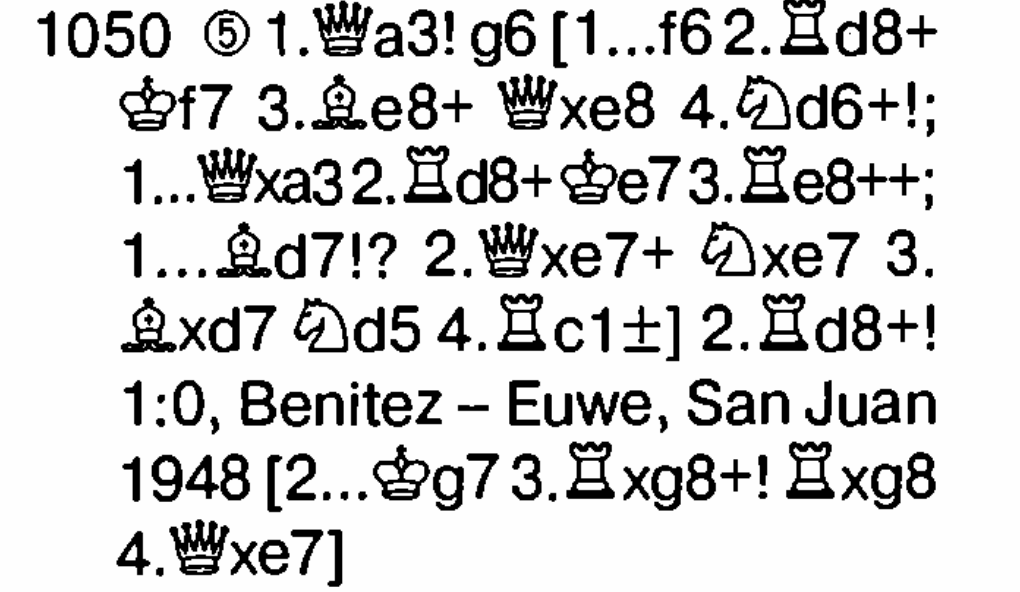 1050 ⑤ 1.♕a3! g6 [1...f6 2.♖d8+
♔f7 3.♗e8+ ♕xe8 4.♘d6+!;
1...♕xa3 2.♖d8+ ♔e7 3.♖e8++;
1...♗d7!? 2.♕xe7+ ♘xe7 3.
♗xd7 ♘d5 4.♖c1±] 2.♖d8+!
1:0, Benitez – Euwe, San Juan
1948 [2...♔g7 3.♖xg8+! ♖xg8
4.♕xe7]